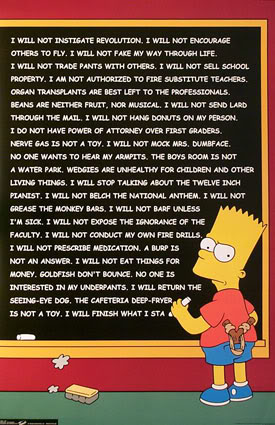 I WILL NOT INSTIGATE REVOLUTION. I WILL NOT ENCOURAGE
OTHERS TO FLY. I WILL NOT FAKE MY WAY THROUGH LIFE.
I WILL NOT TRADE PANTS WITH OTHERS. I WILL NOT SELL SCHOOL
PROPERTY. I AM NOT AUTHORIZED TO FIRE SUBSTITUTE TEACHERS.
ORGAN TRANSPLANTS ARE BEST LEFT TO THE PROFESSIONALS.
BEANS ARE NEITHER FRUIT, NOR MUSICAL. I WILL NOT SEND LARD
THROUGH THE MAIL. I WILL NOT HANG DONUTS ON MY PERSON.
I DO NOT HAVE POWER OF ATTORNEY OVER FIRST GRADERS.
NERVE GAS IS NOT A TOY. I WILL NOT MOCK MRS. DUMBFACE.
NO ONE WANTS TO HEAR MY ARMPITS. THE BOYS ROOM IS NOT
A WATER PARK. WEDGIES ARE UNHEALTHY FOR CHILDREN AND OTHER
LIVING THINGS. I WILL STOP TALKING ABOUT THE TWELVE INCH
PIANIST. I WILL NOT BELCH THE NATIONAL ANTHEM. I WILL NOT
GREASE THE MONKEY BARS. I WILL NOT BARF UNLESS
I'M SICK. I WILL NOT EXPOSE THE IGNORANCE OF THE
FACULTY. I WILL NOT CONDUCT MY OWN FIRE DRILLS.
I WILL NOT PRESCRIBE MEDICATION. A BURP IS
NOT AN ANSWER. I WILL NOT EAT THINGS FOR
MONEY. GOLDFISH DON'T BOUNCE. NO ONE IS
INTERESTED IN MY UNDERPANTS. I WILL RETURN THE
SEEING-EYE DOG. THE CAFETERIA DEEP-FRYER
IS NOT A TOY. I WILL FINISH WHAT I STA